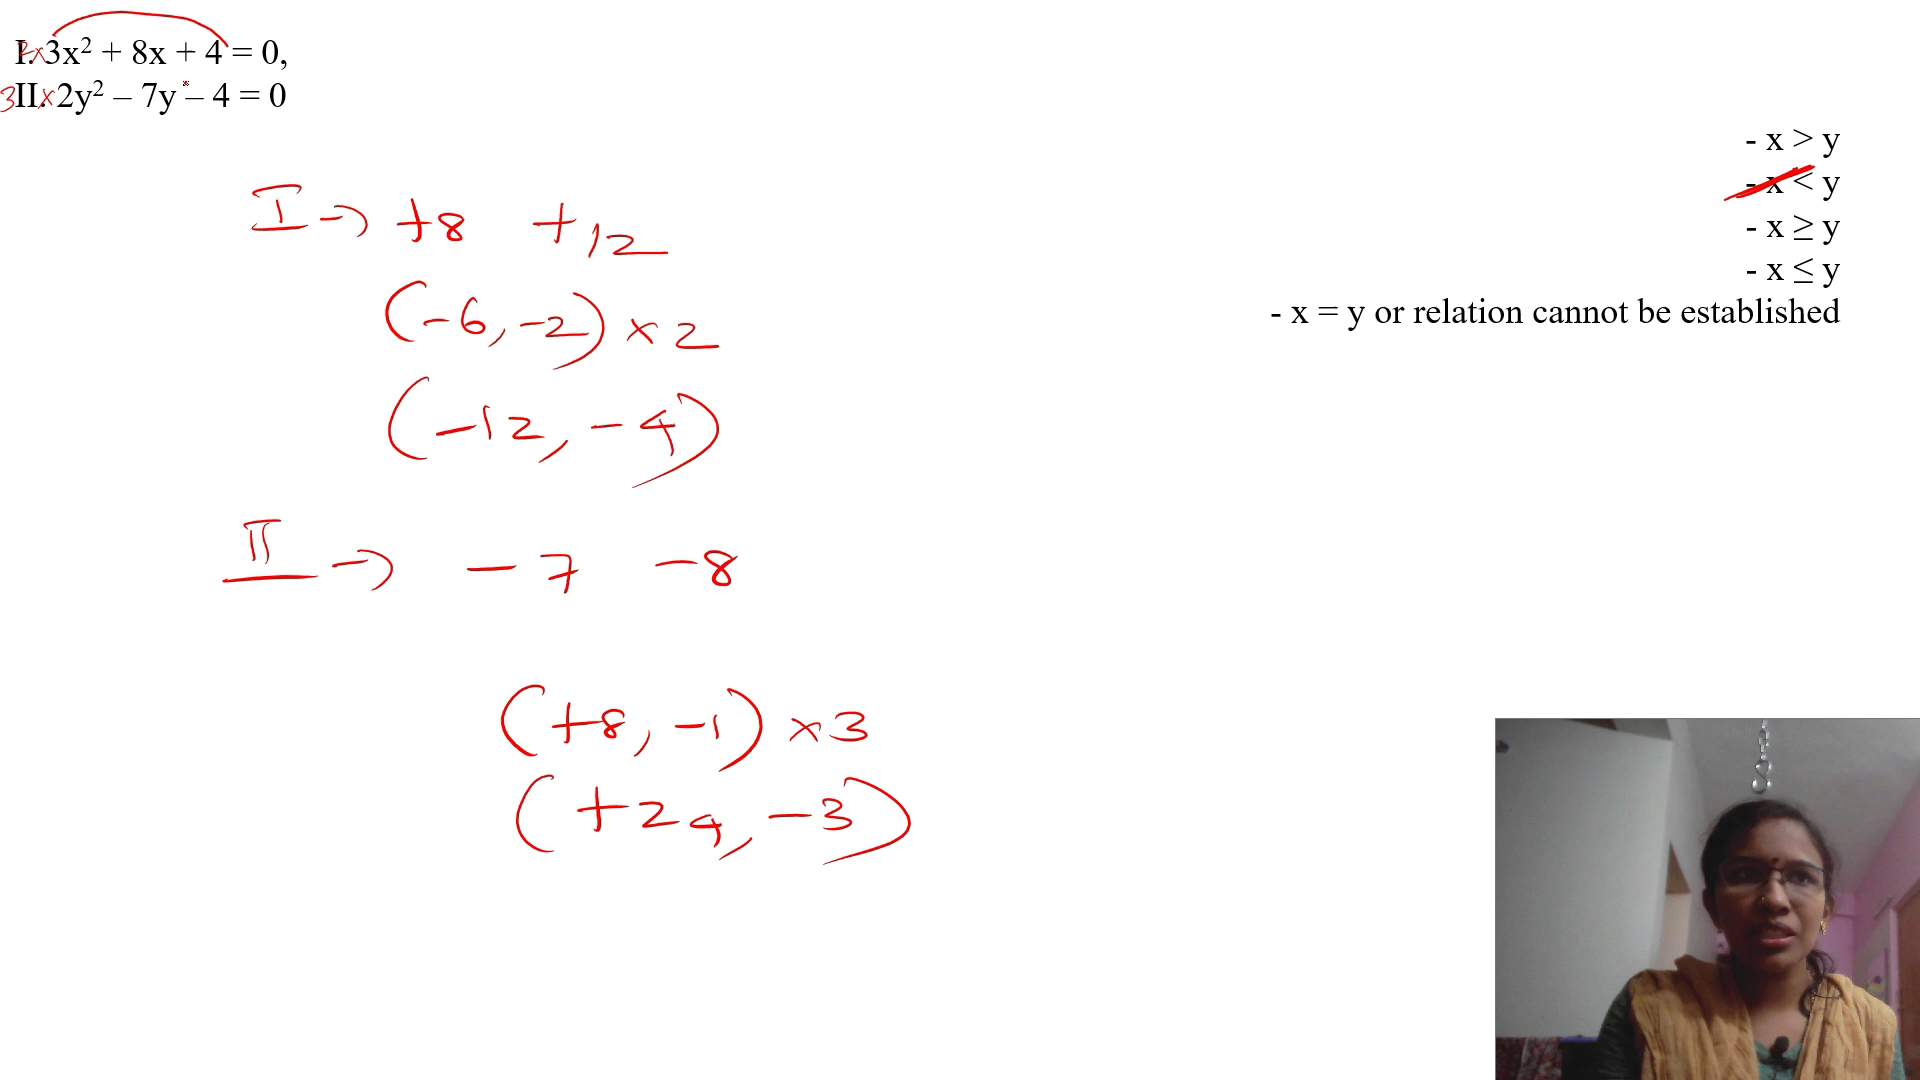 I. 3x² + 8x + 4 = 0,
3 II. x 2y² – 7y – 4 = 0
- x > y
- x < y
- x ≥ y
- x ≤ y
- x = y or relation cannot be established
I → +8 +12
(-6, -2) × 2
(-12, -4)
II → -7 -8
(+8, -1) × 3
(+24, -3)